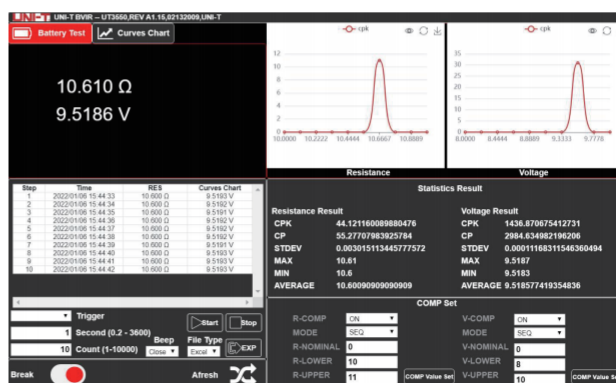 UNI-T UNI-T BVIR – UT3550,REV A1.15,02132009,UNI-T
Battery Test
Curves Chart
10.610 Ω
9.5186 V
cpk
12
10
8
6
4
2
0
10.0000 10.2222 10.4444 10.6667 10.8889
Resistance
cpk
35
30
25
20
15
10
5
0
8.0000 8.4444 8.8889 9.3333 9.7778
Voltage
Step Time RES Curves Chart
1 2022/01/06 15:44:33 10.600 Ω 9.5193 V
2 2022/01/06 15:44:34 10.600 Ω 9.5192 V
3 2022/01/06 15:44:35 10.600 Ω 9.5191 V
4 2022/01/06 15:44:36 10.600 Ω 9.5191 V
5 2022/01/06 15:44:37 10.600 Ω 9.5192 V
6 2022/01/06 15:44:38 10.600 Ω 9.5192 V
7 2022/01/06 15:44:39 10.600 Ω 9.5191 V
8 2022/01/06 15:44:40 10.600 Ω 9.5193 V
9 2022/01/06 15:44:41 10.600 Ω 9.5191 V
10 2022/01/06 15:44:42 10.600 Ω 9.5193 V
Trigger
1 Second (0.2 - 3600)
10 Count (1-10000)
Start
Stop
Beep
Close
File Type
Excel
EXP
Break
Afresh
Statistics Result
Resistance Result
CPK 44.121160089880476
CP 55.27707983925784
STDEV 0.003015113445777572
MAX 10.61
MIN 10.6
AVERAGE 10.60090909090909
Voltage Result
CPK 1436.870675412731
CP 2984.634982196206
STDEV 0.00011168311546360494
MAX 9.5187
MIN 9.5183
AVERAGE 9.518577419354836
COMP Set
R-COMP ON
MODE SEQ
R-NOMINAL 0
R-LOWER 10
R-UPPER 11
COMP Value Set
V-COMP ON
MODE SEQ
V-NOMINAL 0
V-LOWER 8
V-UPPER 10
COMP Value S